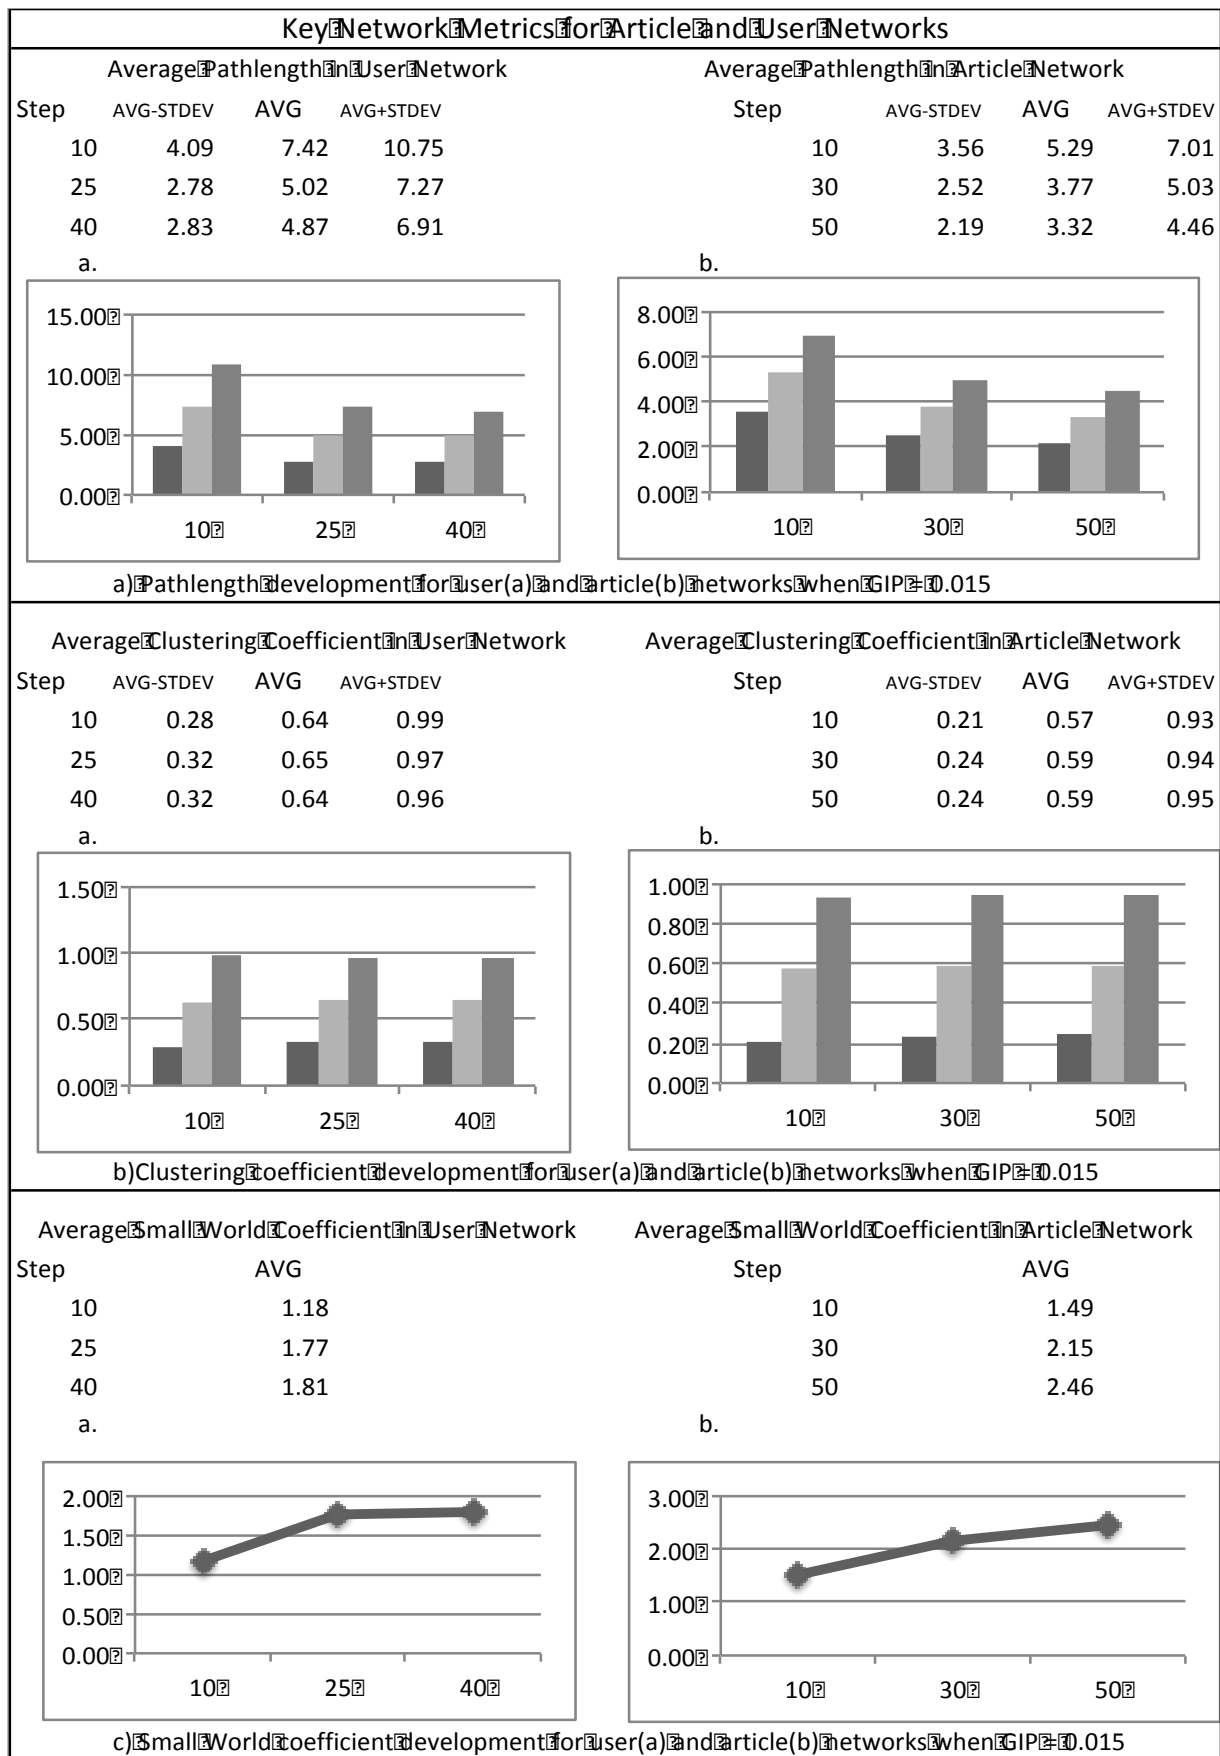 Key Network Metrics for Article and User Networks
Average Pathlength in User Network
Step AVG-STDEV AVG AVG+STDEV
10 4.09 7.42 10.75
25 2.78 5.02 7.27
40 2.83 4.87 6.91
a.
15.00
10.00
5.00
0.00
10 25 40
Average Pathlength in Article Network
Step AVG-STDEV AVG AVG+STDEV
10 3.56 5.29 7.01
30 2.52 3.77 5.03
50 2.19 3.32 4.46
b.
8.00
6.00
4.00
2.00
0.00
10 30 50
a) Pathlength development for user(a) and article(b) networks when GIP = 0.015
Average Clustering Coefficient in User Network
Step AVG-STDEV AVG AVG+STDEV
10 0.28 0.64 0.99
25 0.32 0.65 0.97
40 0.32 0.64 0.96
a.
1.50
1.00
0.50
0.00
10 25 40
Average Clustering Coefficient in Article Network
Step AVG-STDEV AVG AVG+STDEV
10 0.21 0.57 0.93
30 0.24 0.59 0.94
50 0.24 0.59 0.95
b.
1.00
0.80
0.60
0.40
0.20
0.00
10 30 50
b)Clustering coefficient development for user(a) and article(b) networks when GIP = 0.015
Average Small World Coefficient in User Network
Step AVG
10 1.18
25 1.77
40 1.81
a.
2.00
1.50
1.00
0.50
0.00
10 25 40
Average Small World Coefficient in Article Network
Step AVG
10 1.49
30 2.15
50 2.46
b.
3.00
2.00
1.00
0.00
10 30 50
c) Small World coefficient development for user(a) and article(b) networks when GIP = 0.015